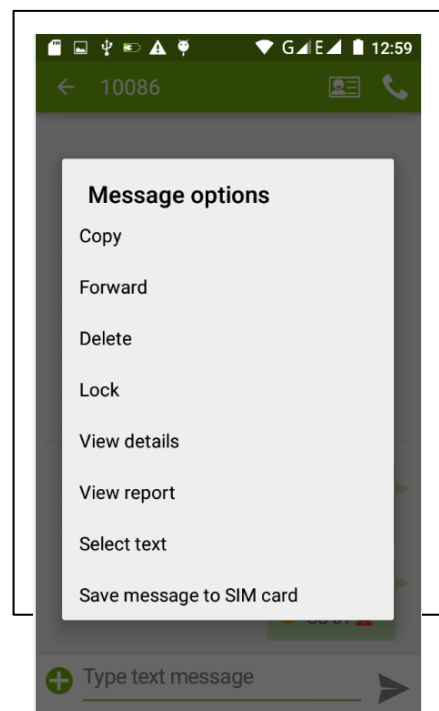 G E 12:59
10086
Message options
Copy
Forward
Delete
Lock
View details
View report
Select text
Save message to SIM card
Type text message